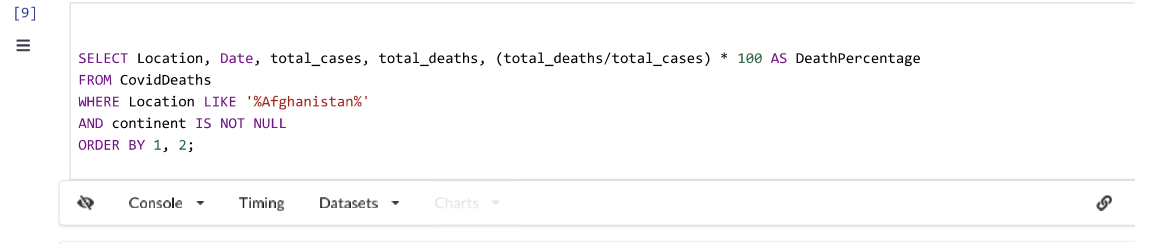 [9]
SELECT Location, Date, total_cases, total_deaths, (total_deaths/total_cases) * 100 AS DeathPercentage
FROM CovidDeaths
WHERE Location LIKE '%Afghanistan%'
AND continent IS NOT NULL
ORDER BY 1, 2;
Console Timing Datasets Charts